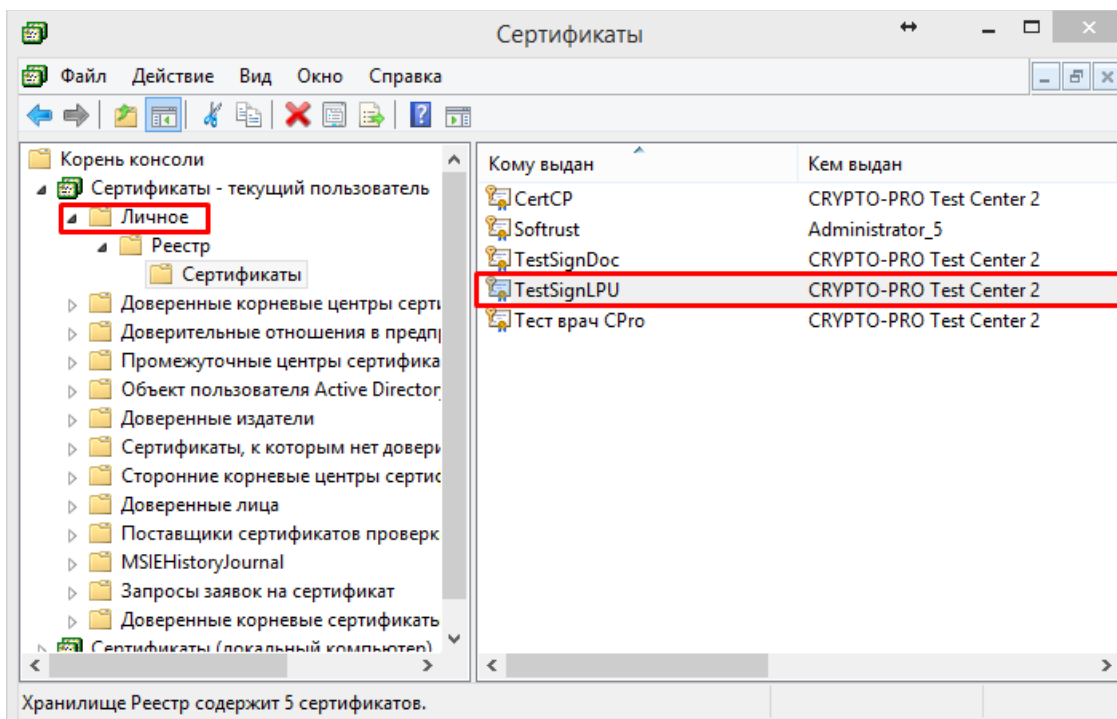 Сертификаты
Файл Действие Вид Окно Справка
Корень консоли
Сертификаты - текущий пользователь
Личное
Реестр
Сертификаты
Доверенные корневые центры серти
Доверительные отношения в предпр
Промежуточные центры сертифика
Объект пользователя Active Director
Доверенные издатели
Сертификаты, к которым нет довери
Сторонние корневые центры сертис
Доверенные лица
Поставщики сертификатов проверк
MSIEHistoryJournal
Запросы заявок на сертификат
Доверенные корневые сертификаты
Сертификаты (локальный компьютер)
Кому выдан Кем выдан
CertCP CRYPTO-PRO Test Center 2
Softrust Administrator_5
TestSignDoc CRYPTO-PRO Test Center 2
TestSignLPU CRYPTO-PRO Test Center 2
Тест врач CPro CRYPTO-PRO Test Center 2
Хранилище Реестр содержит 5 сертификатов.